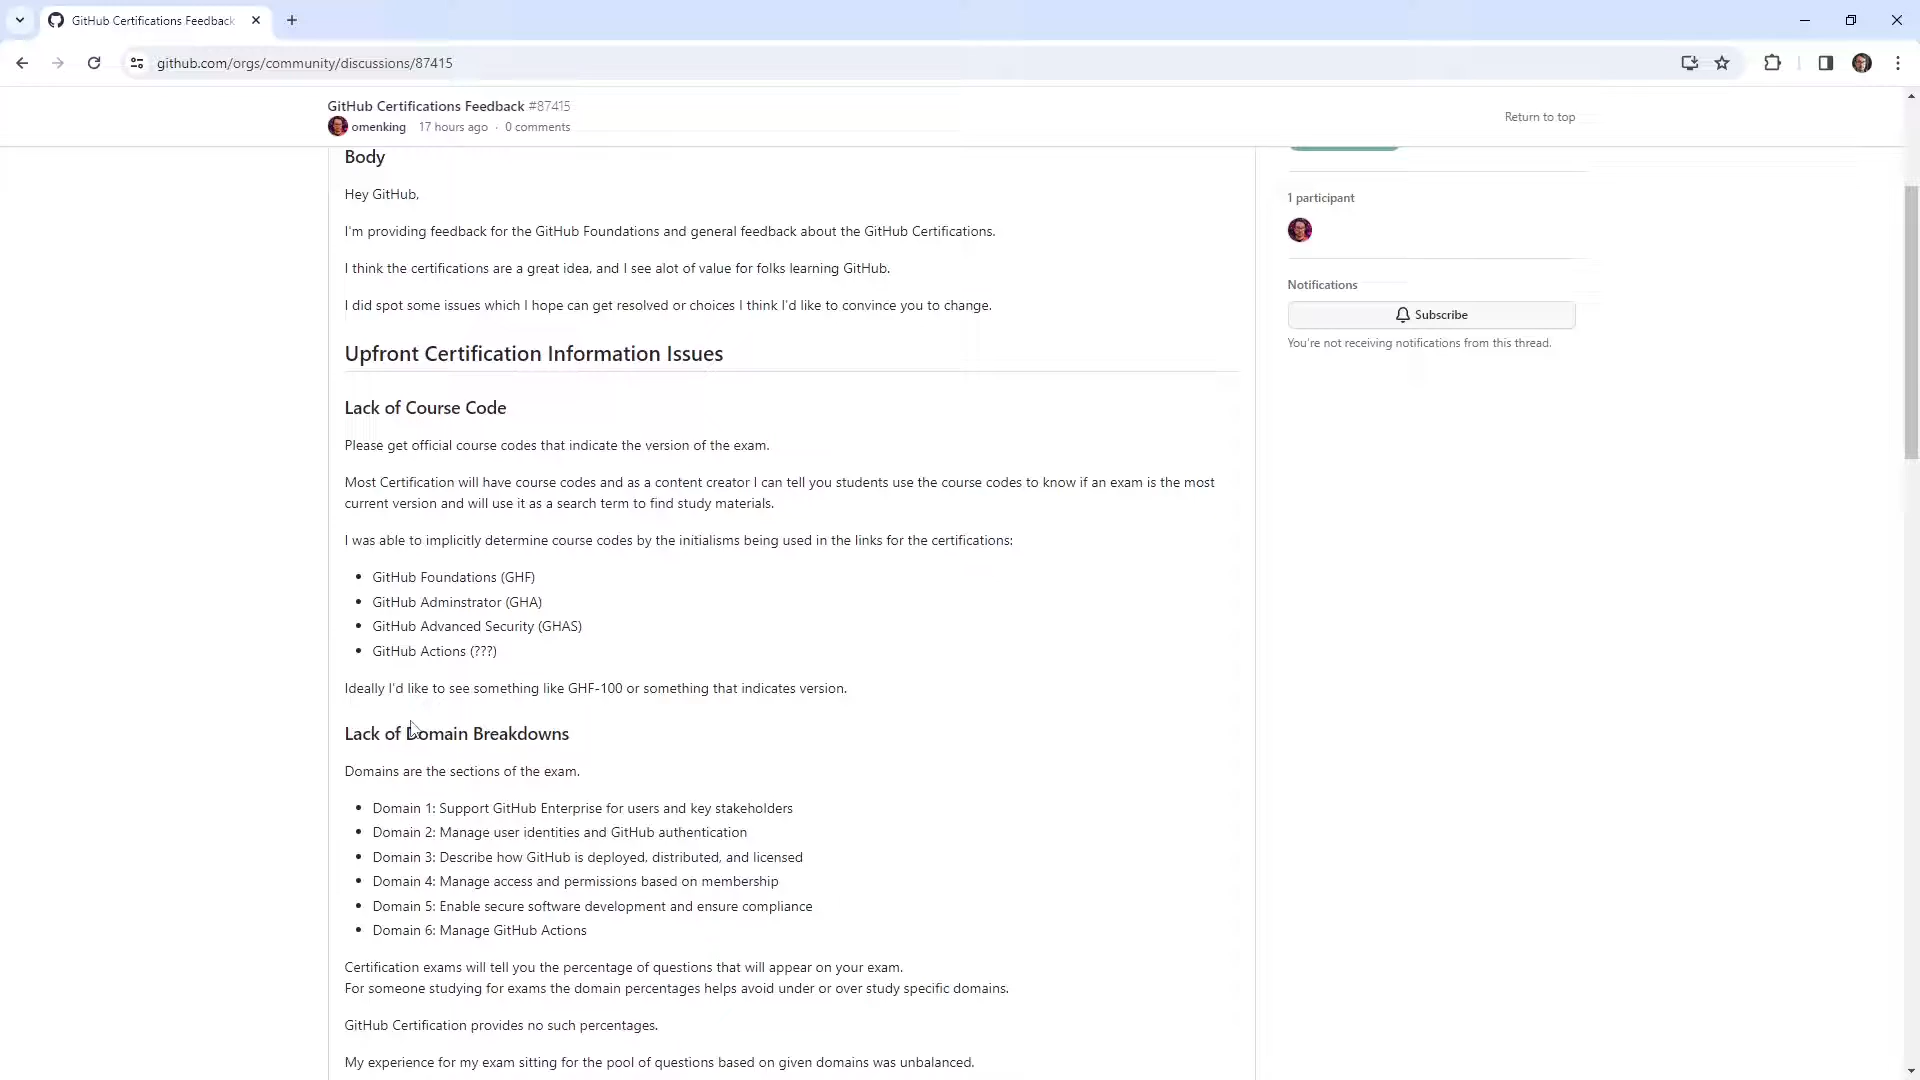 GitHub Certifications Feedback
github.com/orgs/community/discussions/87415
GitHub Certifications Feedback #87415
omenking 17 hours ago · 0 comments
Return to top
Body
Hey GitHub,
I'm providing feedback for the GitHub Foundations and general feedback about the GitHub Certifications.
I think the certifications are a great idea, and I see alot of value for folks learning GitHub.
I did spot some issues which I hope can get resolved or choices I think I'd like to convince you to change.
Upfront Certification Information Issues
Lack of Course Code
Please get official course codes that indicate the version of the exam.
Most Certification will have course codes and as a content creator I can tell you students use the course codes to know if an exam is the most
current version and will use it as a search term to find study materials.
I was able to implicitly determine course codes by the initialisms being used in the links for the certifications:
• GitHub Foundations (GHF)
• GitHub Adminstrator (GHA)
• GitHub Advanced Security (GHAS)
• GitHub Actions (???)
Ideally I'd like to see something like GHF-100 or something that indicates version.
Lack of Domain Breakdowns
Domains are the sections of the exam.
• Domain 1: Support GitHub Enterprise for users and key stakeholders
• Domain 2: Manage user identities and GitHub authentication
• Domain 3: Describe how GitHub is deployed, distributed, and licensed
• Domain 4: Manage access and permissions based on membership
• Domain 5: Enable secure software development and ensure compliance
• Domain 6: Manage GitHub Actions
Certification exams will tell you the percentage of questions that will appear on your exam.
For someone studying for exams the domain percentages helps avoid under or over study specific domains.
GitHub Certification provides no such percentages.
My experience for my exam sitting for the pool of questions based on given domains was unbalanced.
1 participant
Notifications
Subscribe
You're not receiving notifications from this thread.